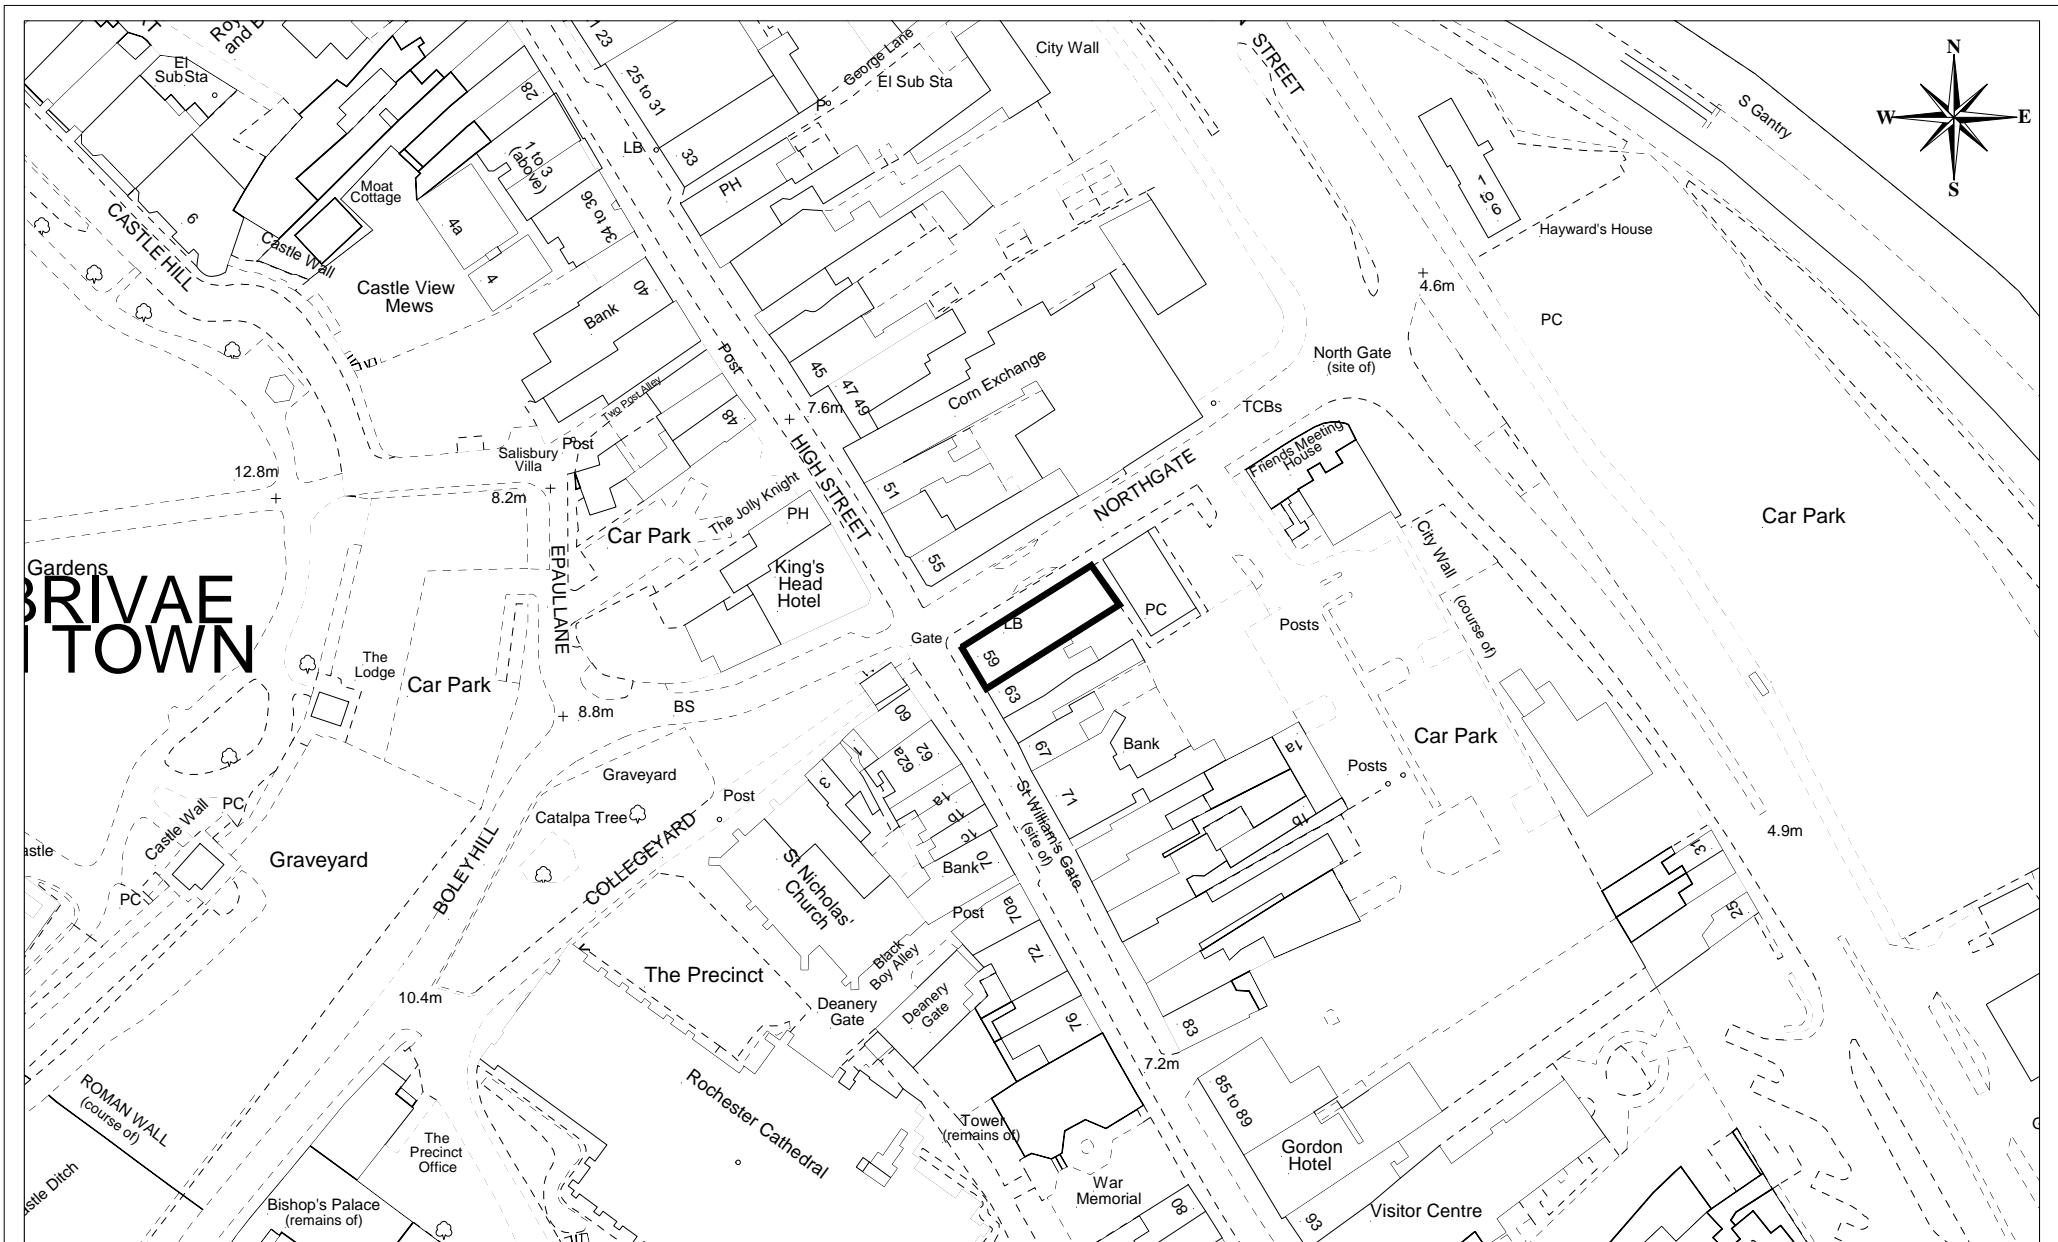 El
SubSta
23
25 to 31
George Lane
El Sub Sta
City Wall
STREET
S Gantry
N
W
E
S
28
LB
33
P
PH
1 to 3
(above)
34 to 36
Moat
Cottage
6
4a
4
CASTLE HILL
Castle Wall
Castle View
Mews
1
to
6
Hayward's House
4.6m
PC
40
Bank
Post
Two Post Alley
48
45
47
49
7.6m
Corn Exchange
North Gate
(site of)
TCBs
Friends Meeting
House
12.8m
Salisbury
Villa
Post
8.2m
HIGH STREET
51
NORTHGATE
Car Park
The Jolly Knight
PH
Car Park
City Wall
(course of)
EPAUL LANE
King's
Head
Hotel
55
Gardens
BRIVAE
TOWN
PC
LB
59
Gate
Posts
The
Lodge
Car Park
63
8.8m
BS
60
62
62a
1
3
67
Bank
1a
Car Park
Posts
Graveyard
Post
71
St William's Gate
(site of)
1a
1b
1c
1b
Castle Wall
PC
Catalpa Tree
4.9m
Graveyard
BOLEY HILL
COLLEGEYARD
St Nicholas'
Church
Bank
70
31
PC
Post
70a
25
Black
Boy Alley
72
The Precinct
Deanery
Gate
Deanery
Gate
10.4m
76
83
7.2m
ROMAN WALL
(course of)
Rochester Cathedral
85 to 89
Tower
(remains of)
The
Precinct
Office
Gordon
Hotel
War
Memorial
Bishop's Palace
(remains of)
80
93
Visitor Centre